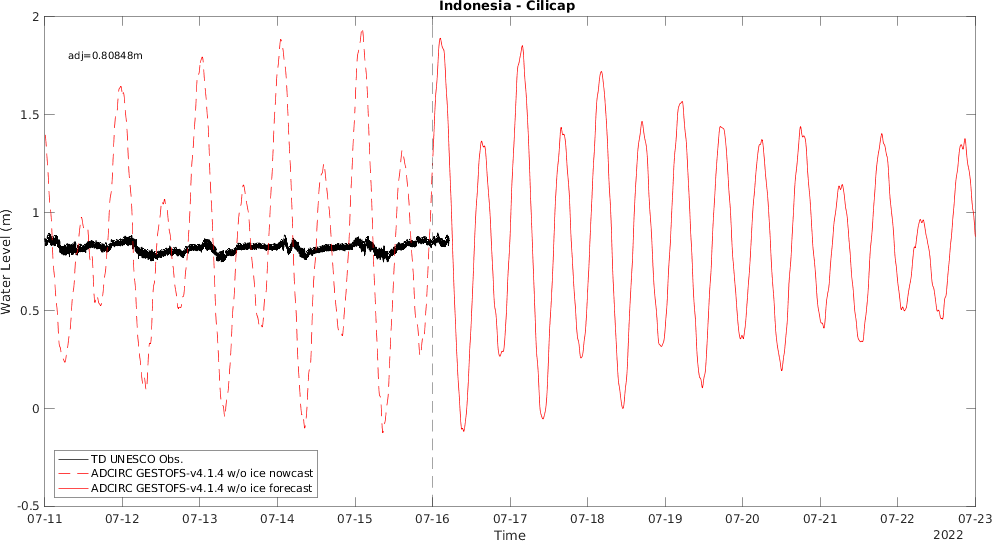 Indonesia - Cilicap
2
adj=0.80848m
1.5
1
Water Level (m)
0.5
0
TD UNESCO Obs.
ADCIRC GESTOFS-v4.1.4 w/o ice nowcast
ADCIRC GESTOFS-v4.1.4 w/o ice forecast
-0.5
07-11 07-12 07-13 07-14 07-15 07-16 07-17 07-18 07-19 07-20 07-21 07-22 07-23
Time
2022